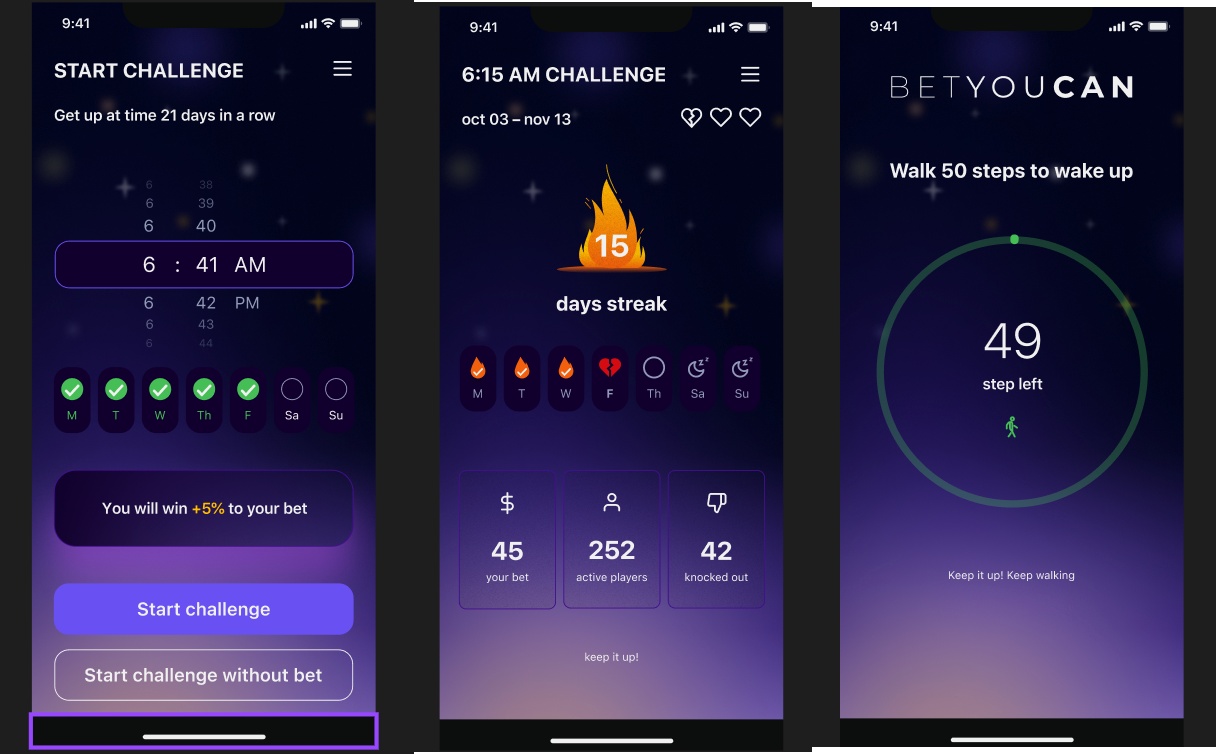 9:41
START CHALLENGE
Get up at time 21 days in a row
6 38
6 39
6 40
6 : 41 AM
6 42 PM
6 43
6 44
M T W Th F Sa Su
You will win +5% to your bet
Start challenge
Start challenge without bet
9:41
6:15 AM CHALLENGE
oct 03 – nov 13
15
days streak
M T W F Th Sa Su
45 252 42
your bet active players knocked out
keep it up!
9:41
BETYOUCAN
Walk 50 steps to wake up
49
step left
Keep it up! Keep walking